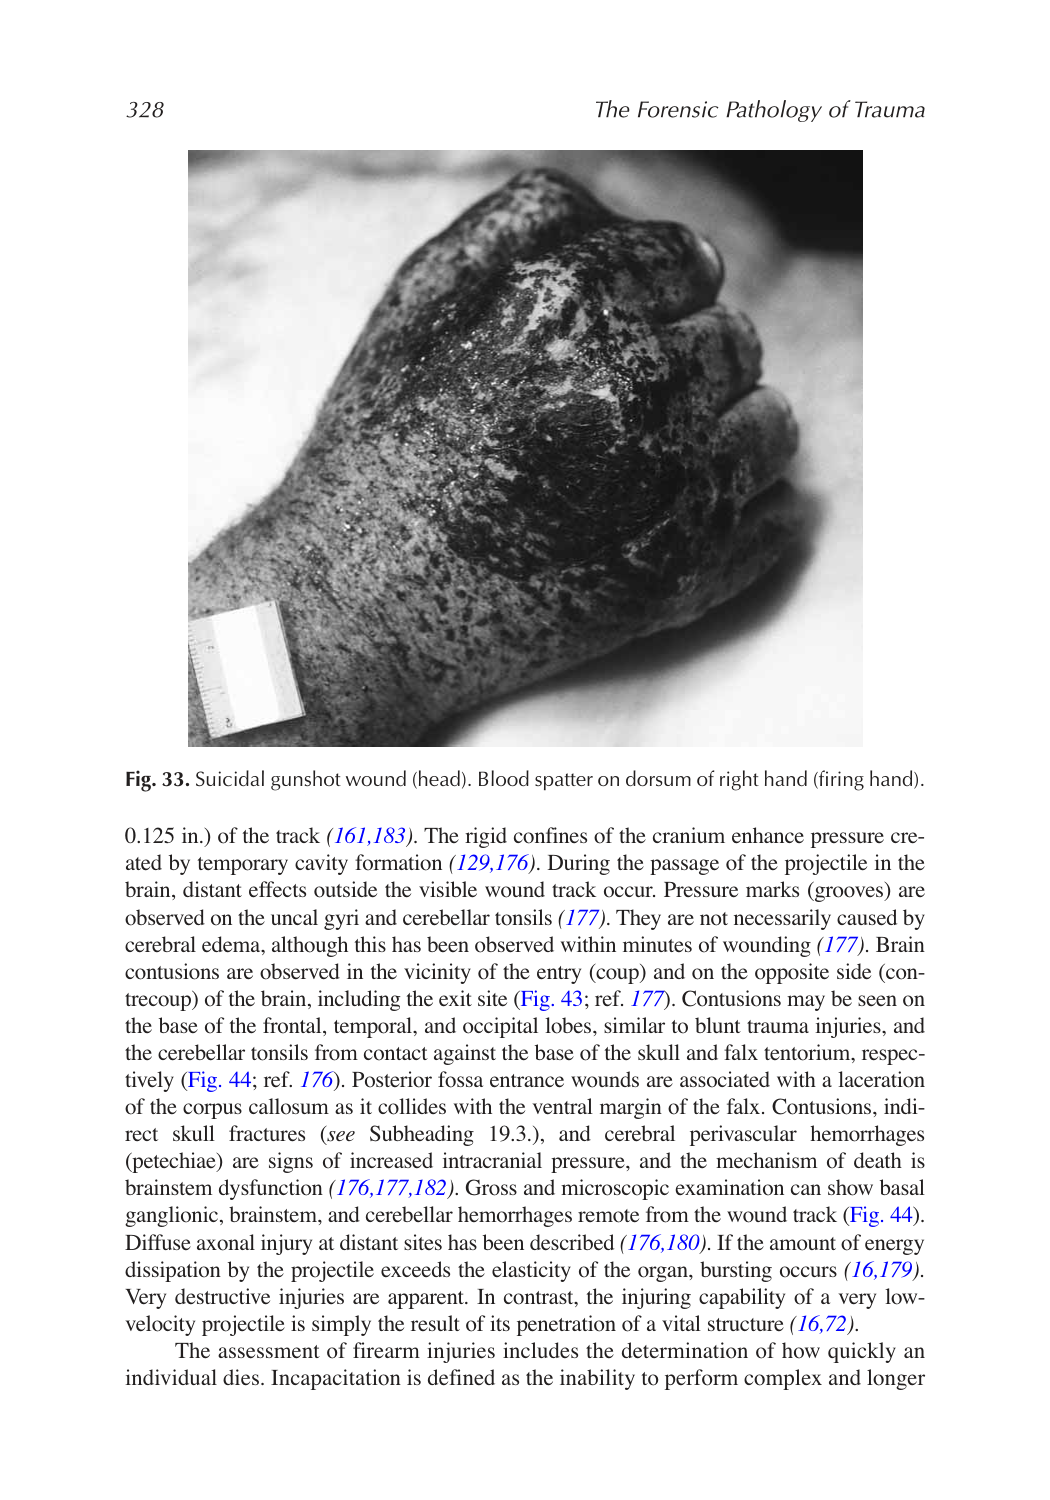 328
The Forensic Pathology of Trauma
Fig. 33. Suicidal gunshot wound (head). Blood spatter on dorsum of right hand (firing hand).
0.125 in.) of the track (161,183). The rigid confines of the cranium enhance pressure cre-
ated by temporary cavity formation (129,176). During the passage of the projectile in the
brain, distant effects outside the visible wound track occur. Pressure marks (grooves) are
observed on the uncal gyri and cerebellar tonsils (177). They are not necessarily caused by
cerebral edema, although this has been observed within minutes of wounding (177). Brain
contusions are observed in the vicinity of the entry (coup) and on the opposite side (con-
trecoup) of the brain, including the exit site (Fig. 43; ref. 177). Contusions may be seen on
the base of the frontal, temporal, and occipital lobes, similar to blunt trauma injuries, and
the cerebellar tonsils from contact against the base of the skull and falx tentorium, respec-
tively (Fig. 44; ref. 176). Posterior fossa entrance wounds are associated with a laceration
of the corpus callosum as it collides with the ventral margin of the falx. Contusions, indi-
rect skull fractures (see Subheading 19.3.), and cerebral perivascular hemorrhages
(petechiae) are signs of increased intracranial pressure, and the mechanism of death is
brainstem dysfunction (176,177,182). Gross and microscopic examination can show basal
ganglionic, brainstem, and cerebellar hemorrhages remote from the wound track (Fig. 44).
Diffuse axonal injury at distant sites has been described (176,180). If the amount of energy
dissipation by the projectile exceeds the elasticity of the organ, bursting occurs (16,179).
Very destructive injuries are apparent. In contrast, the injuring capability of a very low-
velocity projectile is simply the result of its penetration of a vital structure (16,72).
The assessment of firearm injuries includes the determination of how quickly an
individual dies. Incapacitation is defined as the inability to perform complex and longer